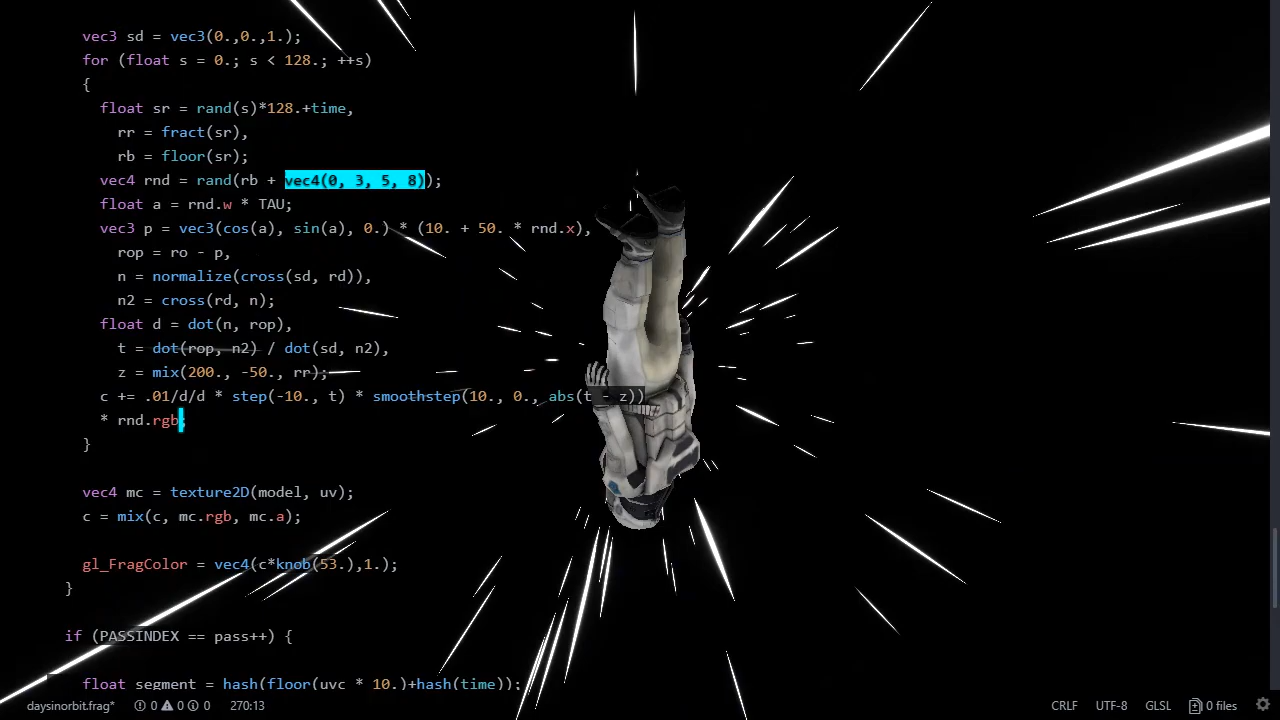 vec3 sd = vec3(0.,0.,1.);
for (float s = 0.; s < 128.; ++s)
{
float sr = rand(s)*128.+time,
rr = fract(sr),
rb = floor(sr);
vec4 rnd = rand(rb + vec4(0, 3, 5, 8));
float a = rnd.w * TAU;
vec3 p = vec3(cos(a), sin(a), 0.) * (10. + 50. * rnd.x),
rop = ro - p,
n = normalize(cross(sd, rd)),
n2 = cross(rd, n);
float d = dot(n, rop),
t = dot(rop, n2) / dot(sd, n2),
z = mix(200., -50., rr);
c += .01/d/d * step(-10., t) * smoothstep(10., 0., abs(t - z))
* rnd.rgb;
}
vec4 mc = texture2D(model, uv);
c = mix(c, mc.rgb, mc.a);
gl_FragColor = vec4(c*knob(53.),1.);
}
if (PASSINDEX == pass++) {
float segment = hash(floor(uvc * 10.)+hash(time));
daysinorbit.frag* 0 0 0 270:13 CRLF UTF-8 GLSL 0 files